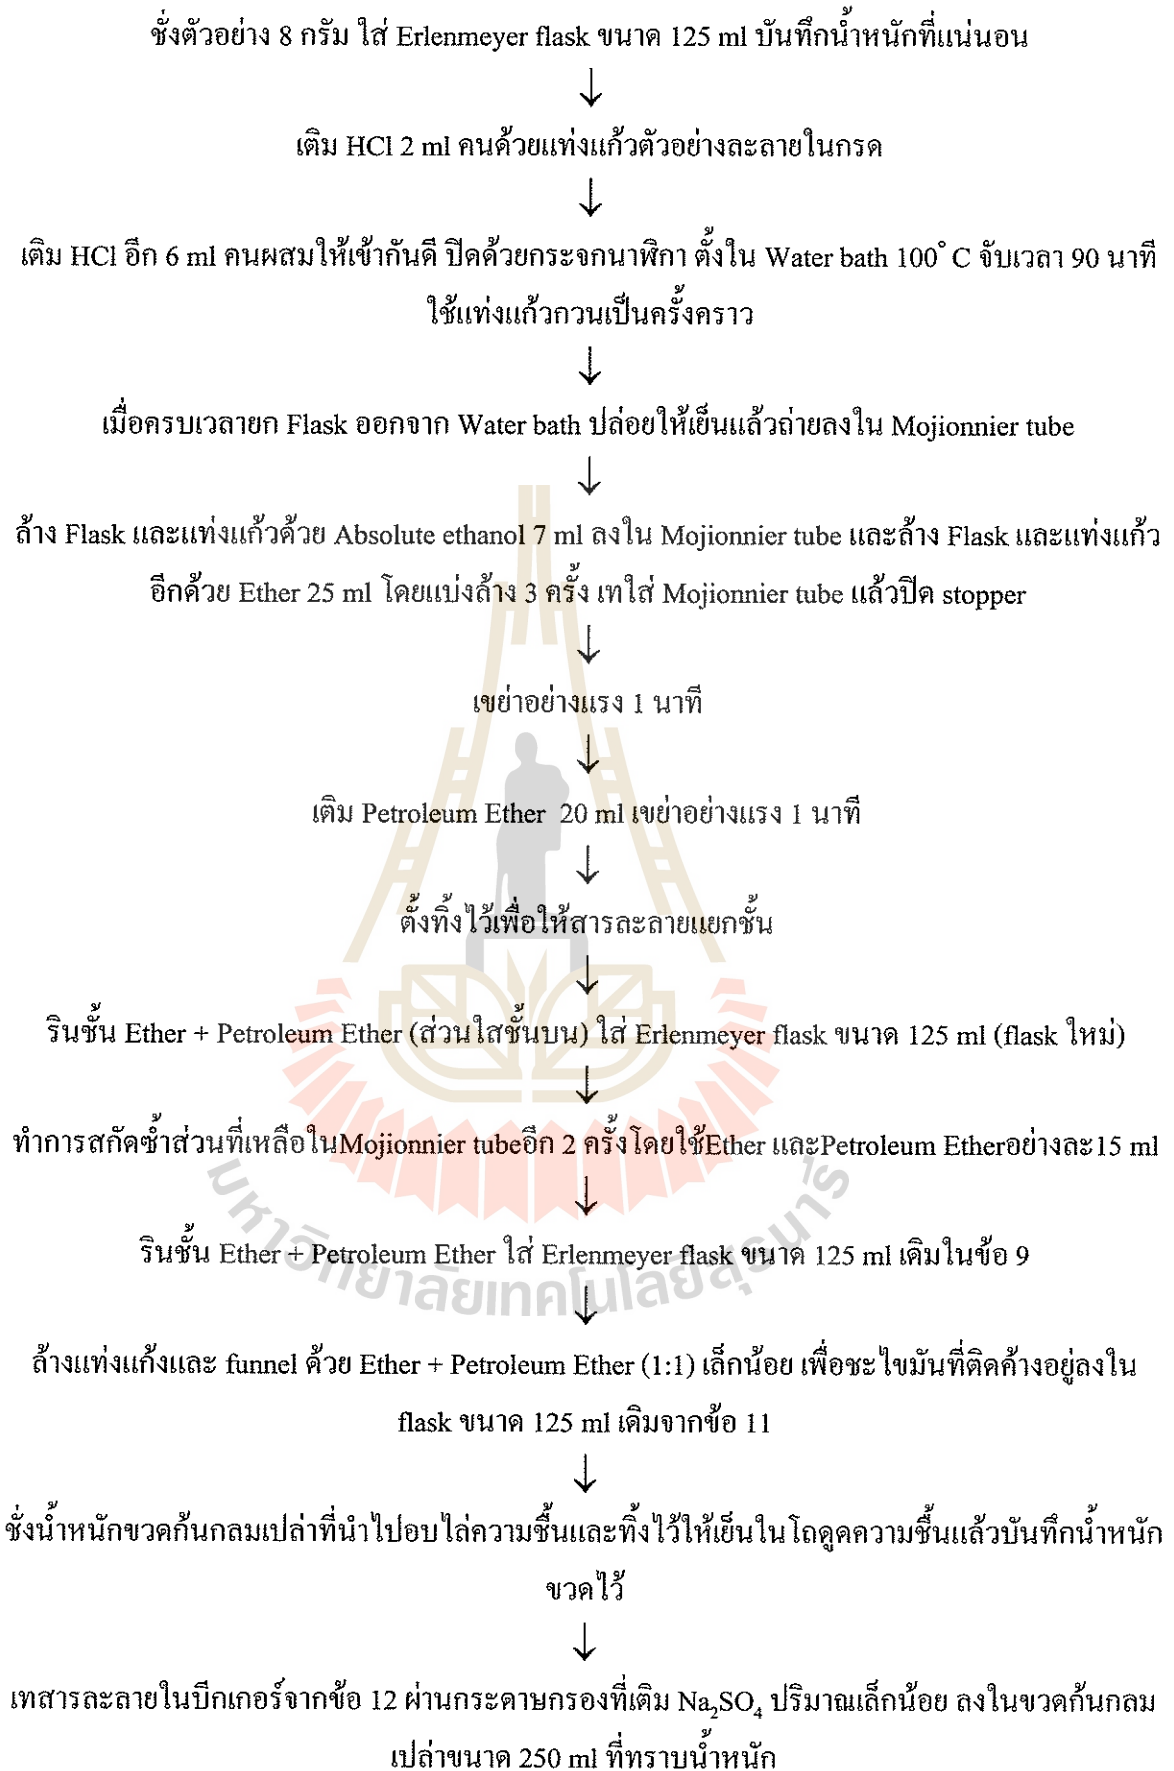 ชั่งตัวอย่าง 8 กรัม ใส่ Erlenmeyer flask ขนาด 125 ml บันทึกน้ำหนักที่แน่นอน
↓
เติม HCl 2 ml คนด้วยแท่งแก้วตัวอย่างละลายในกรด
↓
เติม HCl อีก 6 ml คนผสมให้เข้ากันดี ปิดด้วยกระจกนาฬิกา ตั้งใน Water bath 100° C จับเวลา 90 นาที
ใช้แท่งแก้วกวนเป็นครั้งคราว
↓
เมื่อครบเวลายก Flask ออกจาก Water bath ปล่อยให้เย็นแล้วถ่ายลงใน Mojionnier tube
↓
ล้าง Flask และแท่งแก้วด้วย Absolute ethanol 7 ml ลงใน Mojionnier tube และล้าง Flask และแท่งแก้ว
อีกด้วย Ether 25 ml โดยแบ่งล้าง 3 ครั้ง เทใส่ Mojionnier tube แล้วปิด stopper
↓
เขย่าอย่างแรง 1 นาที
↓
เติม Petroleum Ether 20 ml เขย่าอย่างแรง 1 นาที
↓
ตั้งทิ้งไว้เพื่อให้สารละลายแยกชั้น
↓
รินชั้น Ether + Petroleum Ether (ส่วนใสชั้นบน) ใส่ Erlenmeyer flask ขนาด 125 ml (flask ใหม่)
↓
ทำการสกัดซ้ำส่วนที่เหลือในMojionnier tubeอีก 2 ครั้งโดยใช้Ether และPetroleum Etherอย่างละ15 ml
↓
รินชั้น Ether + Petroleum Ether ใส่ Erlenmeyer flask ขนาด 125 ml เดิมในข้อ 9
มหาวิทยาลัยเทคโนโลยีสุรนารี
↓
ล้างแท่งแก้งและ funnel ด้วย Ether + Petroleum Ether (1:1) เล็กน้อย เพื่อชะไขมันที่ติดค้างอยู่ลงใน
flask ขนาด 125 ml เดิมจากข้อ 11
↓
ชั่งน้ำหนักขวดก้นกลมเปล่าที่นำไปอบไล่ความชื้นและทิ้งไว้ให้เย็นในโถดูดความชื้นแล้วบันทึกน้ำหนัก
ขวดไว้
↓
เทสารละลายในบีกเกอร์จากข้อ 12 ผ่านกระดาษกรองที่เติม Na₂SO₄ ปริมาณเล็กน้อย ลงในขวดก้นกลม
เปล่าขนาด 250 ml ที่ทราบน้ำหนัก